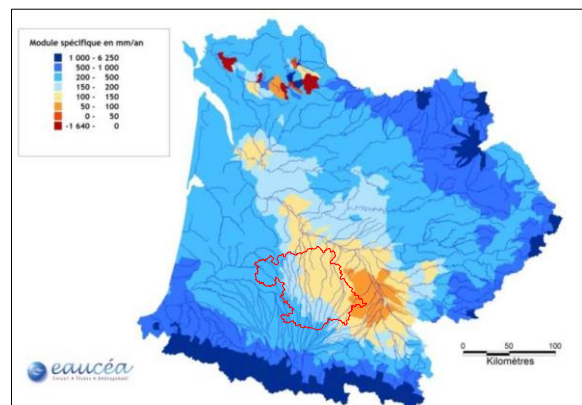 Module spécifique en mm/an
1 000 - 6 250
500 - 1 000
200 - 500
150 - 200
100 - 150
50 - 100
0 - 50
-1 640 - 0
0 50 100
Kilomètres
eaucéa